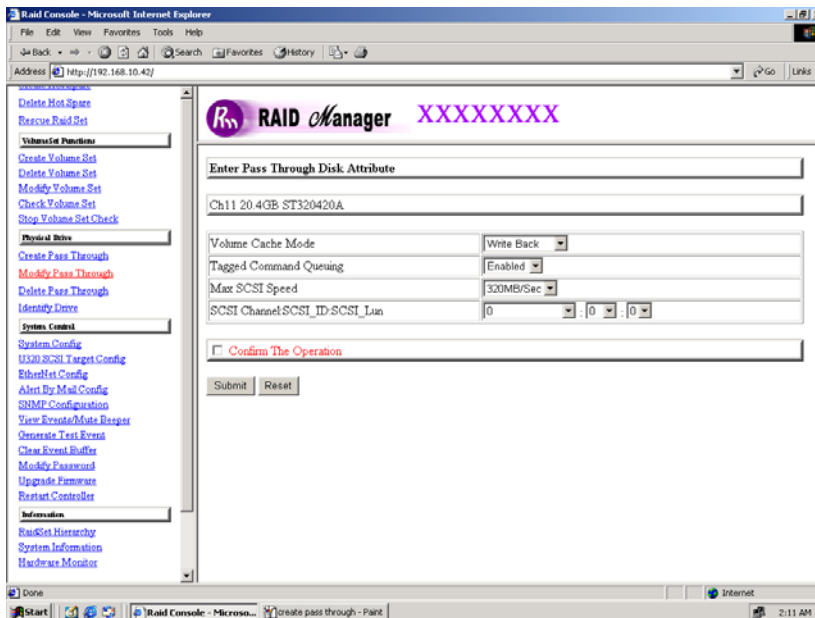 Raid Console - Microsoft Internet Explorer
File Edit View Favorites Tools Help
Back Search Favorites History
Address http://192.168.10.42/ Go Links
Create Hot Spare
Delete Hot Spare
Rescue Raid Set
VolumeSet Functions
Create Volume Set
Delete Volume Set
Modify Volume Set
Check Volume Set
Stop Volume Set Check
Physical Drive
Create Pass Through
Modify Pass Through
Delete Pass Through
Identify Drive
System Control
System Config
U320 SCSI Target Config
EtherNet Config
Alert By Mail Config
SNMP Configuration
View Events/Mute Beeper
Generate Test Event
Clear Event Buffer
Modify Password
Upgrade Firmware
Restart Controller
Information
RaidSet Hierarchy
System Information
Hardware Monitor
Rm RAID Manager XXXXXXXX
Enter Pass Through Disk Attribute
Ch11 20.4GB ST320420A
Volume Cache Mode Write Back
Tagged Command Queuing Enabled
Max SCSI Speed 320MB/Sec
SCSI Channel:SCSI_ID:SCSI_Lun 0 : 0 : 0
Confirm The Operation
Submit Reset
Done Internet
Start Raid Console - Microso... create pass through - Paint 2:11 AM